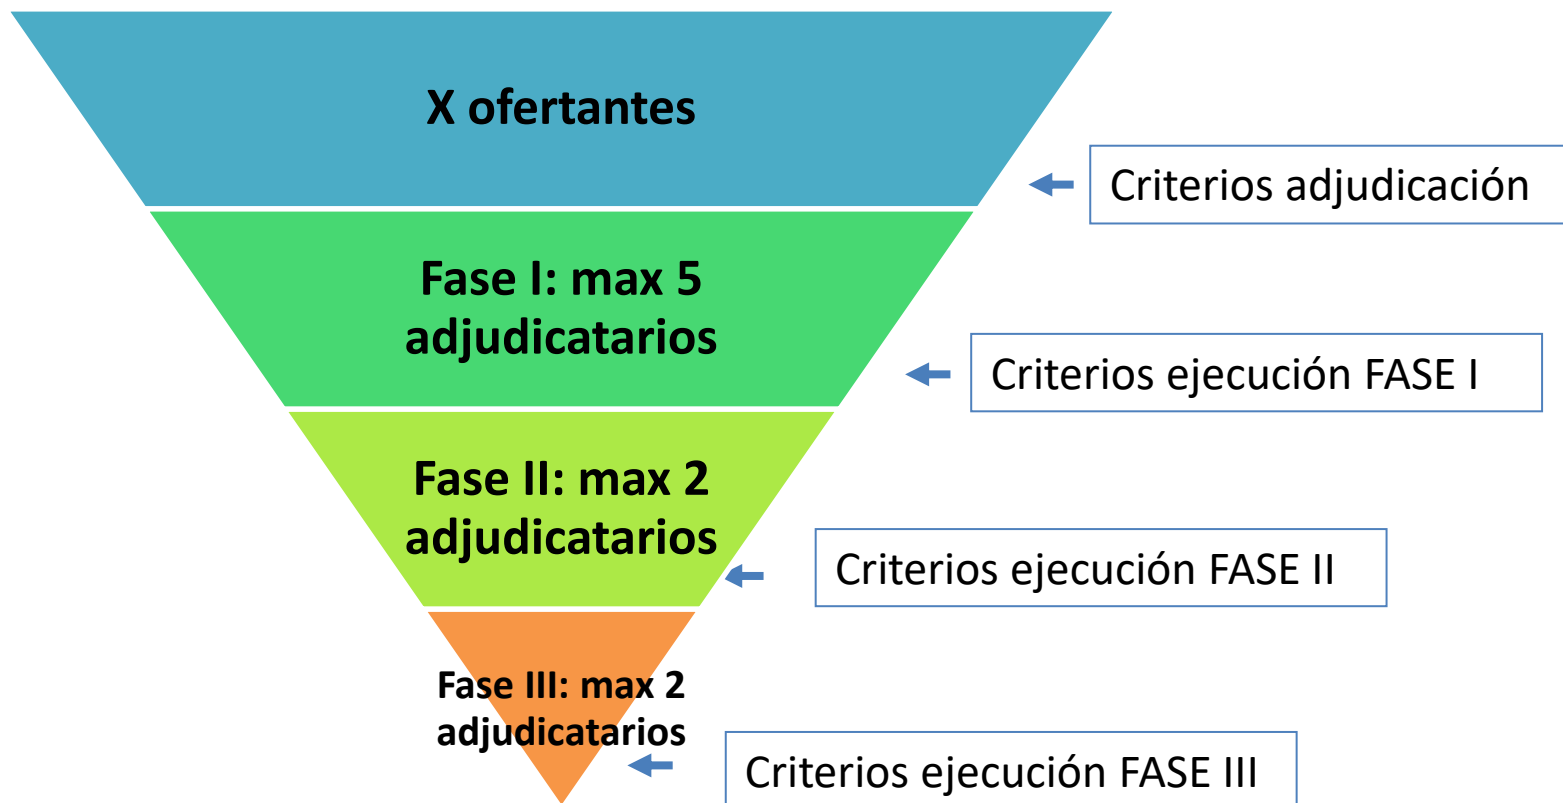 X ofertantes
Criterios adjudicación
Fase I: max 5
adjudicatarios
Criterios ejecución FASE I
Fase II: max 2
adjudicatarios
Criterios ejecución FASE II
Fase III: max 2
adjudicatarios
Criterios ejecución FASE III